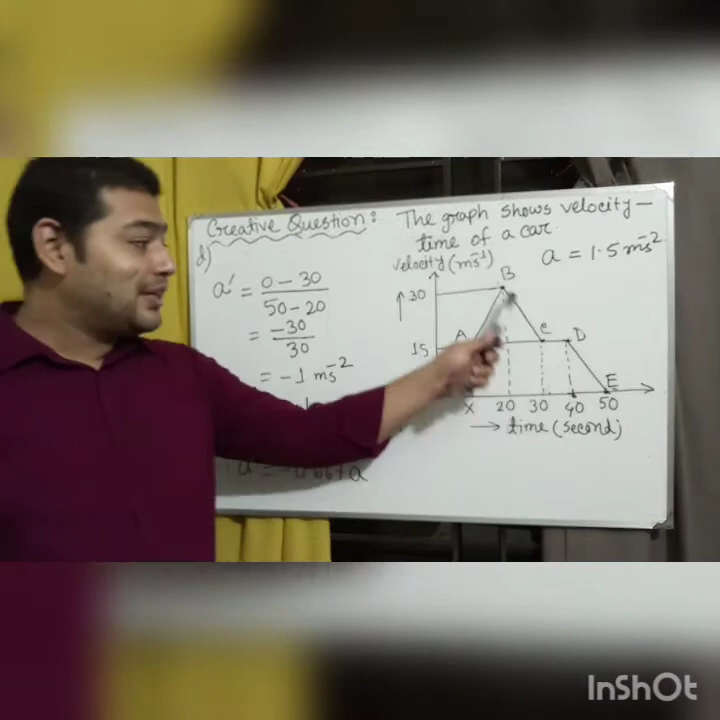 Creative Question: The graph shows velocity-
time of a car.
d)
a' = 0 - 30 / 50 - 20
= -30 / 30
= -1 ms⁻²
velocity (ms⁻¹)
a = 1.5 ms⁻²
30
B
A
15
C
D
E
X 20 30 40 50
→ time (second)
InShOt